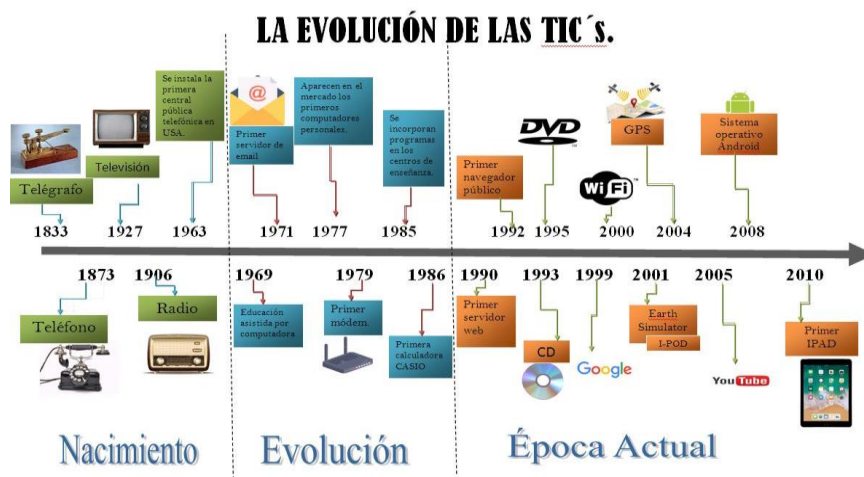 LA EVOLUCIÓN DE LAS TIC´s.
Telégrafo
Televisión
Se instala la
primera
central
pública
telefónica en
USA.
@
Primer
servidor de
email
Aparecen en el
mercado los
primeros
computadores
personales.
Se
incorporan
programas
en los
centros de
enseñanza.
Primer
navegador
público
DVD
WiFi
GPS
Sistema
operativo
Android
1833 1927 1963 1971 1977 1985 1992 1995 2000 2004 2008
1873 1906 1969 1979 1986 1990 1993 1999 2001 2005 2010
Teléfono
Radio
Educación
asistida por
computadora
Primer
módem.
Primera
calculadora
CASIO
Primer
servidor
web
CD
Google
Earth
Simulator
I-POD
YouTube
Primer
IPAD
Nacimiento
Evolución
Época Actual